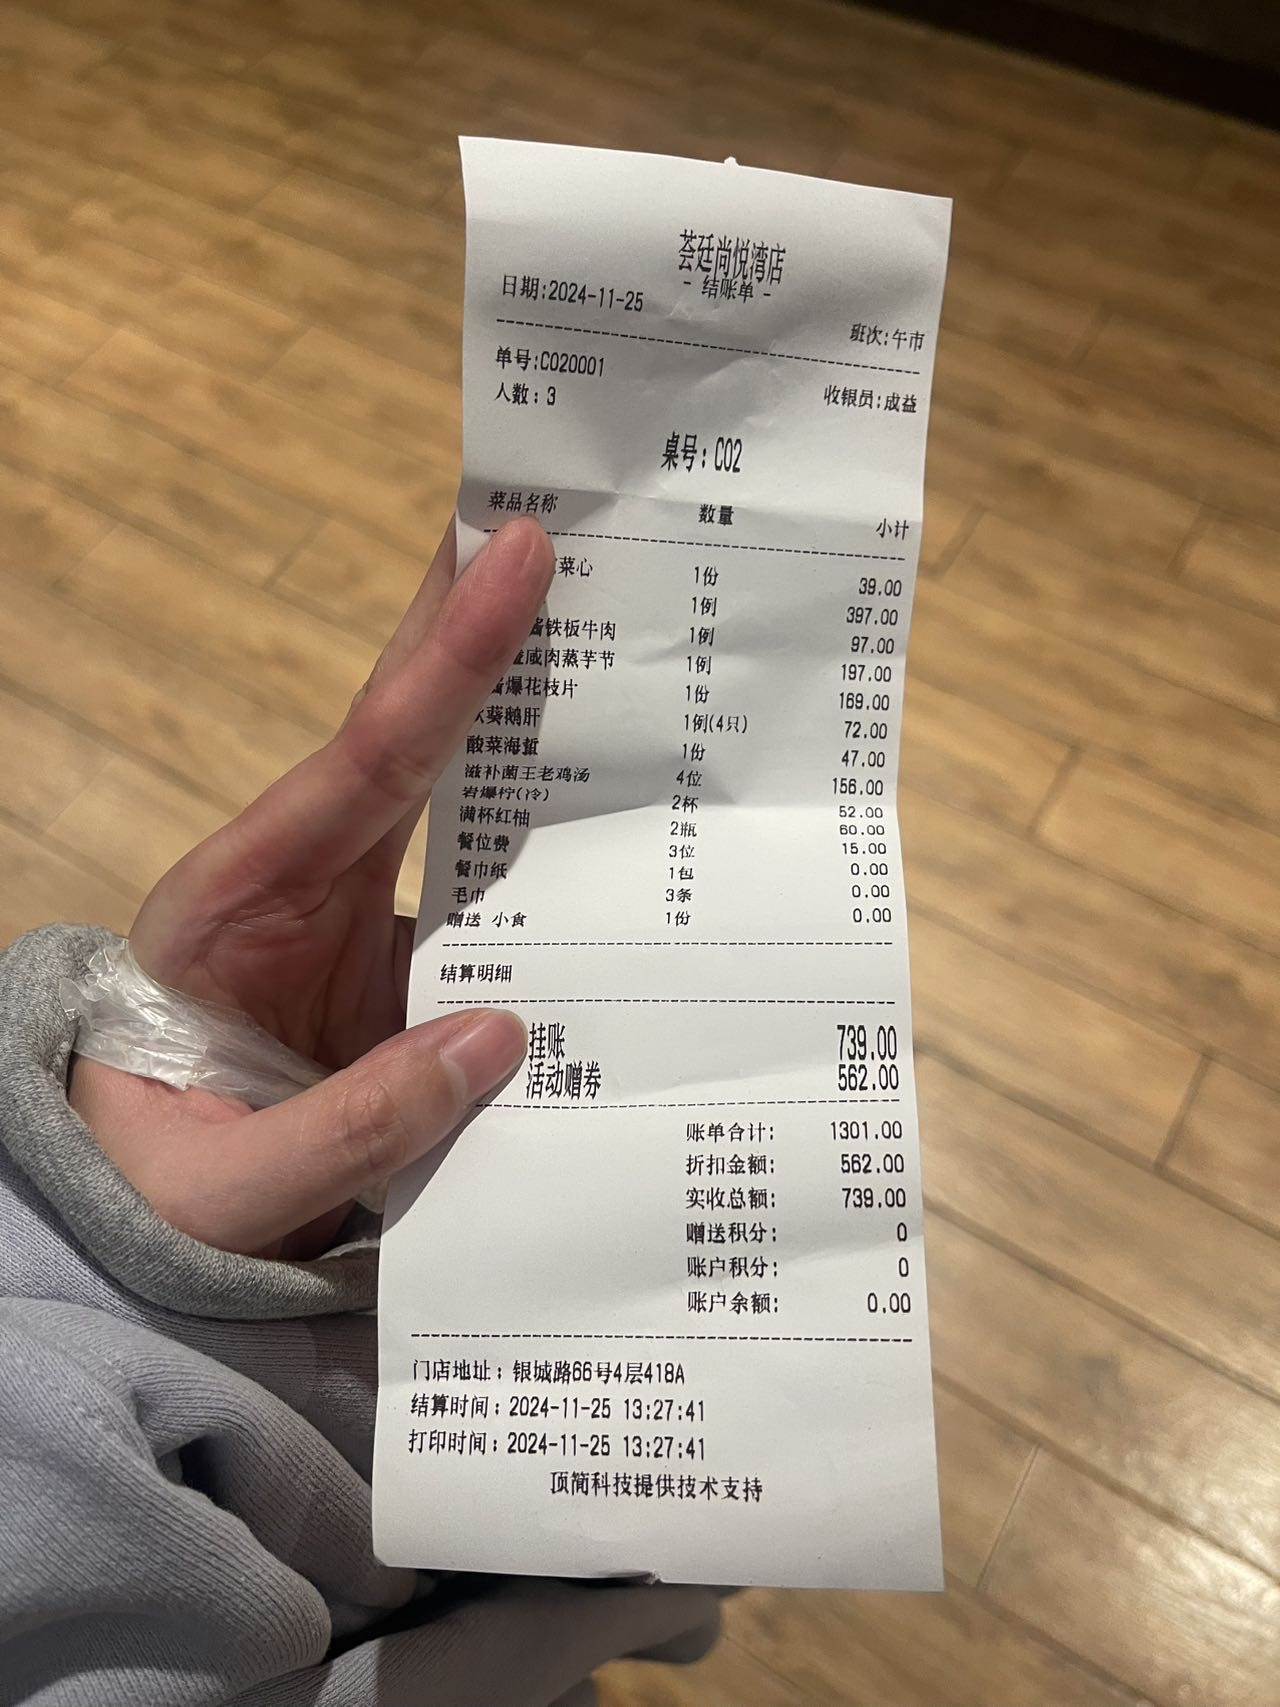 荟廷尚悦湾店
- 结账单 -
日期:2024-11-25
班次:午市
单号:C020001
人数: 3
收银员:成益
桌号: C02
菜品名称 数量 小计
菜心 1份 39.00
1例 397.00
酱铁板牛肉 1例 97.00
咸肉蒸芋节 1例 197.00
酱爆花枝片 1份 169.00
葵鹅肝 1例(4只) 72.00
酸菜海蜇 1份 47.00
滋补菌王老鸡汤 4位 156.00
岩爆柠(冷) 2杯 52.00
满杯红柚 2瓶 60.00
餐位费 3位 15.00
餐巾纸 1包 0.00
毛巾 3条 0.00
赠送 小食 1份 0.00
结算明细
挂账 739.00
活动赠券 562.00
账单合计: 1301.00
折扣金额: 562.00
实收总额: 739.00
赠送积分: 0
账户积分: 0
账户余额: 0.00
门店地址: 银城路66号4层418A
结算时间: 2024-11-25 13:27:41
打印时间: 2024-11-25 13:27:41
顶简科技提供技术支持